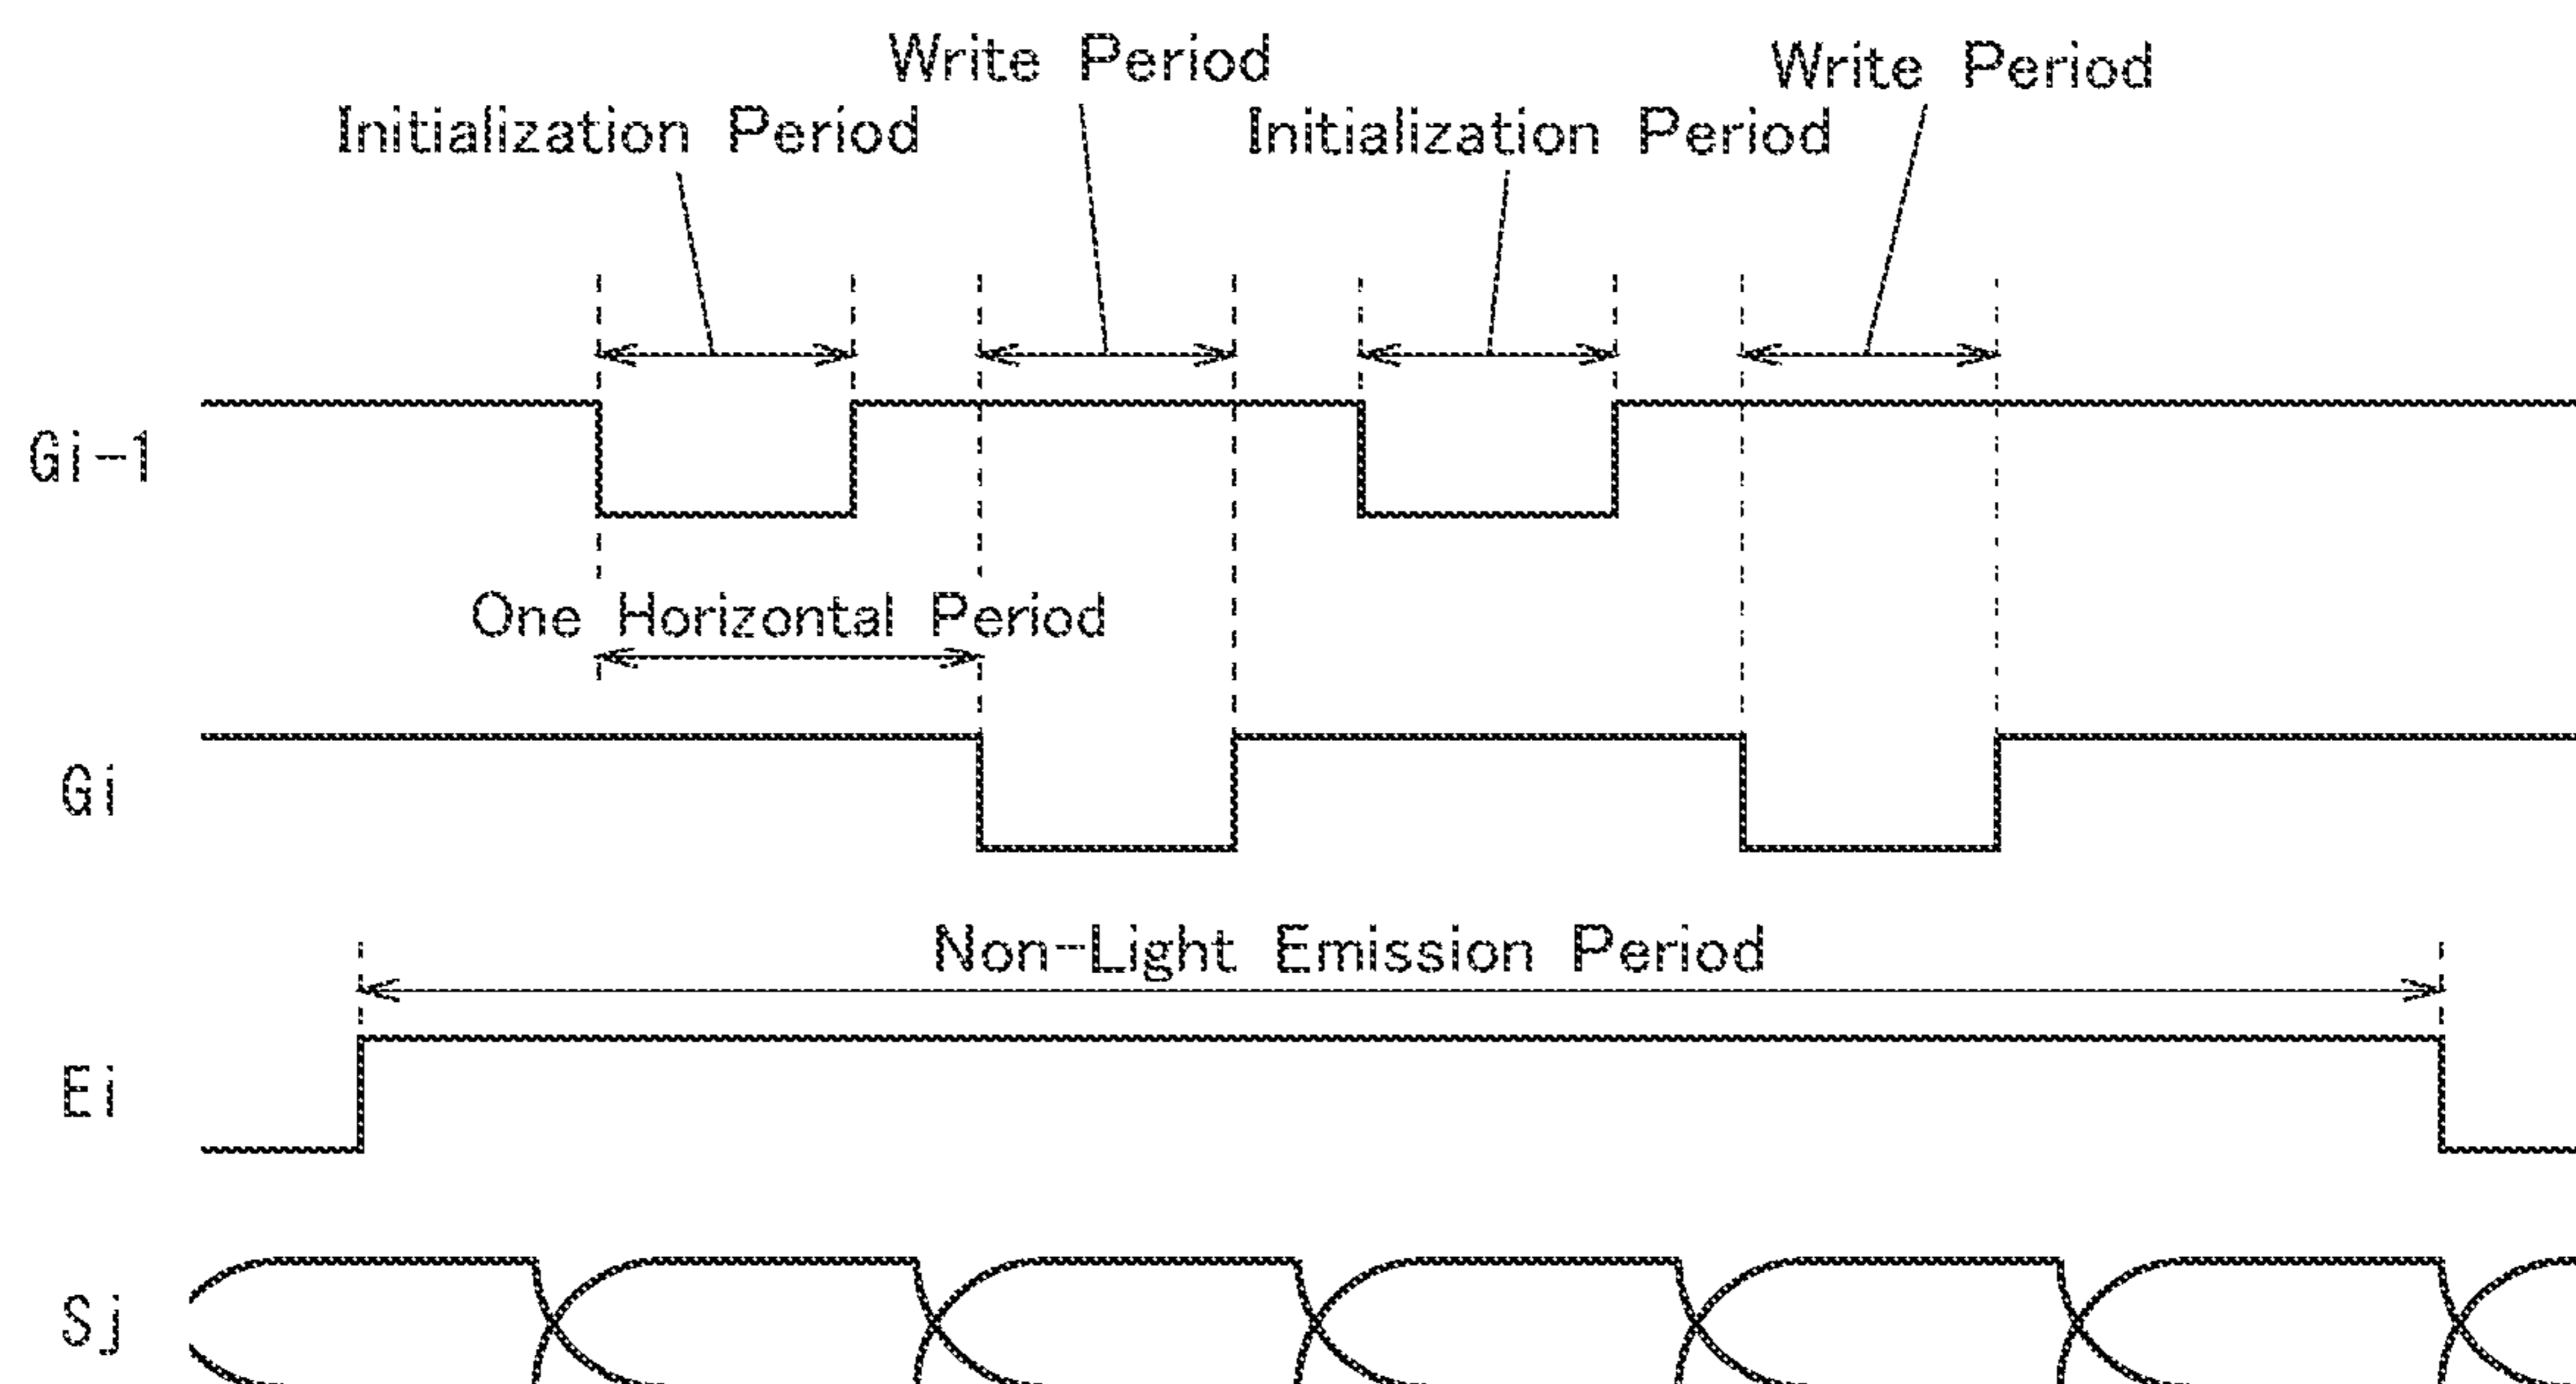 Write Period
Write Period
Initialization Period
Initialization Period
Gi-1
One Horizontal Period
Gi
Non-Light Emission Period
Ei
Sj